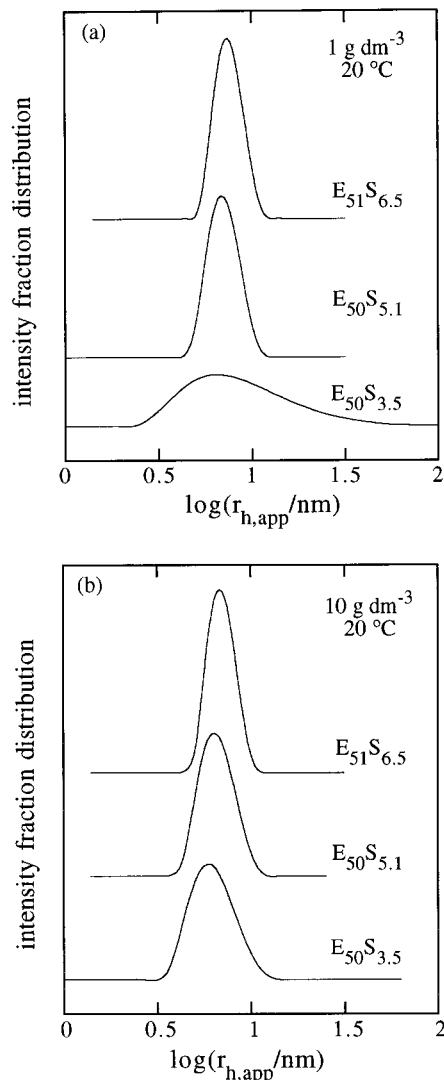 (a)
1 g dm⁻³
20 °C
E₅₁S₆.₅
E₅₀S₅.₁
E₅₀S₃.₅
intensity fraction distribution
0 0.5 1 1.5 2
log(r_h,app/nm)
(b)
10 g dm⁻³
20 °C
E₅₁S₆.₅
E₅₀S₅.₁
E₅₀S₃.₅
intensity fraction distribution
0 0.5 1 1.5 2
log(r_h,app/nm)